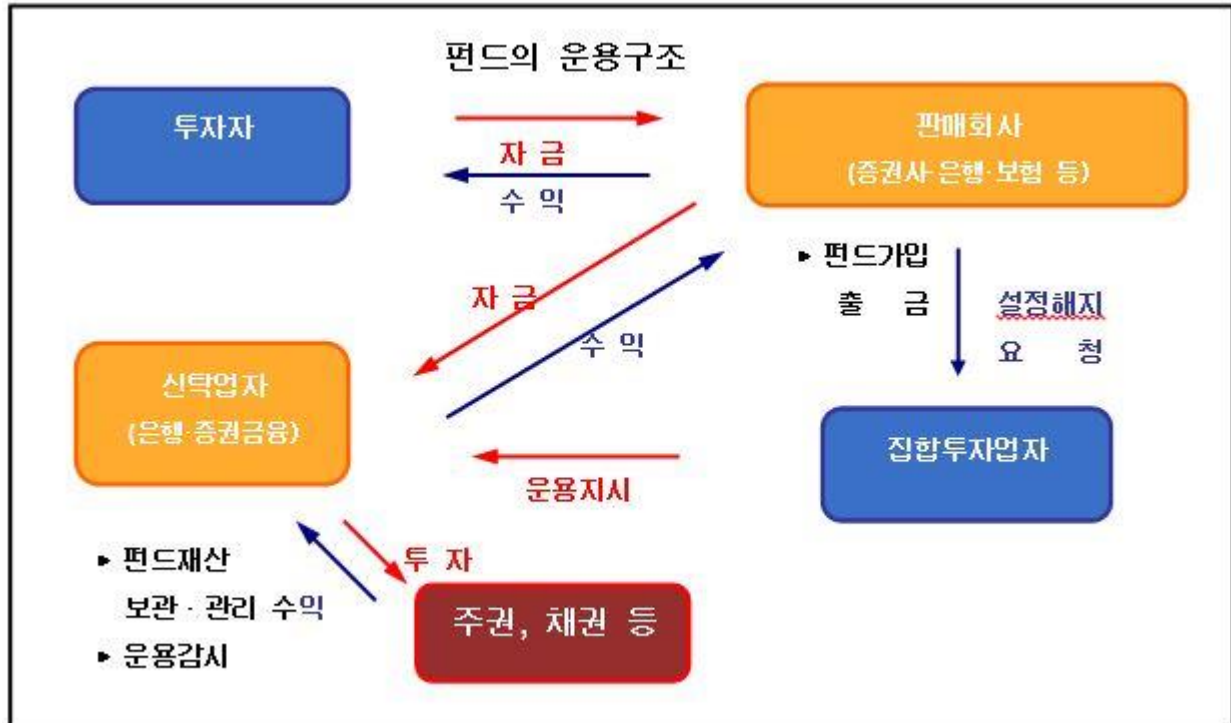 펀드의 운용구조
투자자
판매회사
(증권사·은행·보험 등)
자 금
수 익
▸ 펀드가입
출 금
설정해지
요 청
자 금
수 익
신탁업자
(은행·증권금융)
집합투자업자
운용지시
투 자
▸ 펀드재산
보관·관리 수익
▸ 운용감시
주권, 채권 등